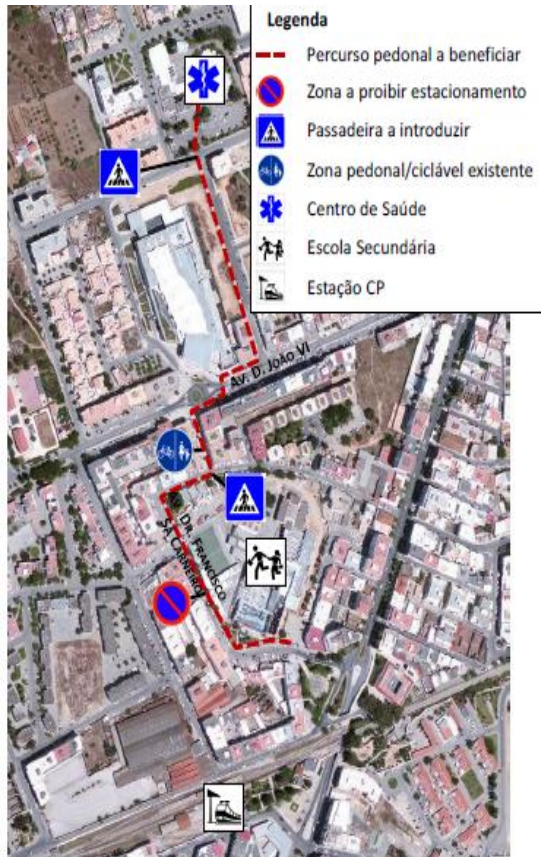 Legenda
Percurso pedonal a beneficiar
Zona a proibir estacionamento
Passadeira a introduzir
Zona pedonal/ciclável existente
Centro de Saúde
Escola Secundária
Estação CP
Av. D. João VI
Dr. Francisco
Sá Carneiro